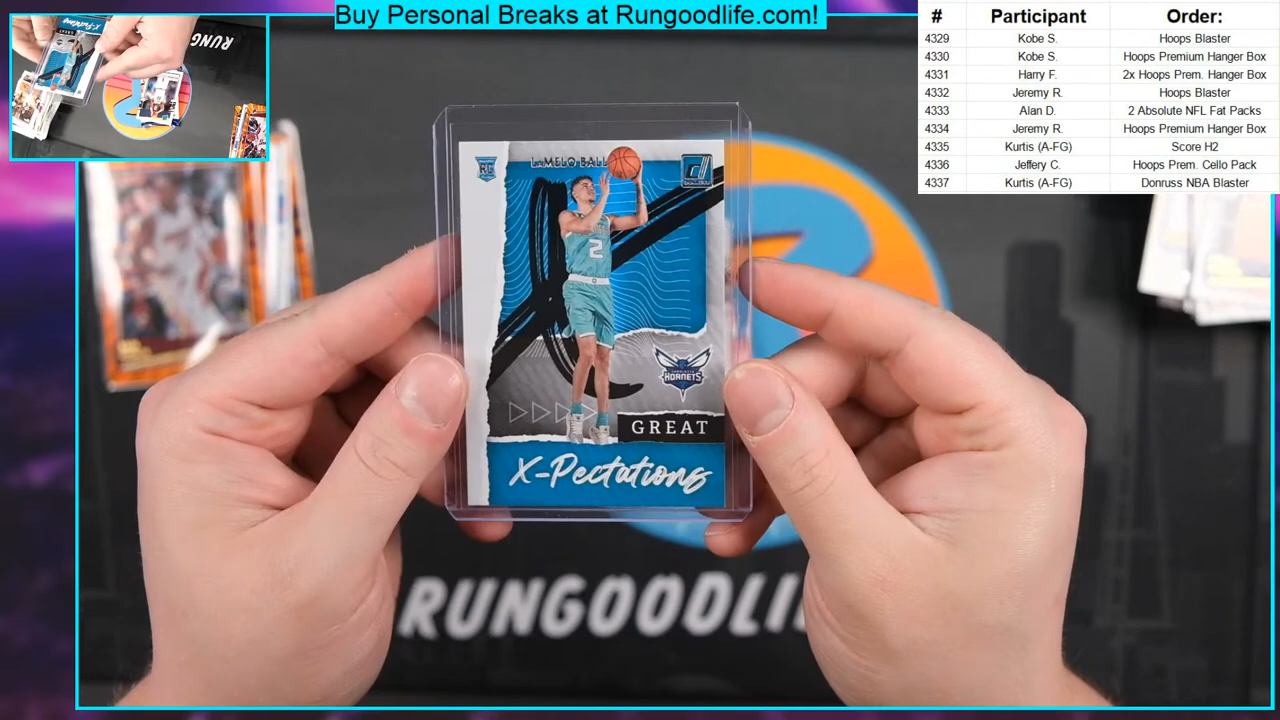 Buy Personal Breaks at Rungoodlife.com!
# Participant Order:
4329 Kobe S. Hoops Blaster
4330 Kobe S. Hoops Premium Hanger Box
4331 Harry F. 2x Hoops Prem. Hanger Box
4332 Jeremy R. Hoops Blaster
4333 Alan D. 2 Absolute NFL Fat Packs
4334 Jeremy R. Hoops Premium Hanger Box
4335 Kurtis (A-FG) Score H2
4336 Jeffery C. Hoops Prem. Cello Pack
4337 Kurtis (A-FG) Donruss NBA Blaster
RUNG
LAMELO BALL
RC
2
HORNETS
GREAT
X-Pectations
RUNGOODLI